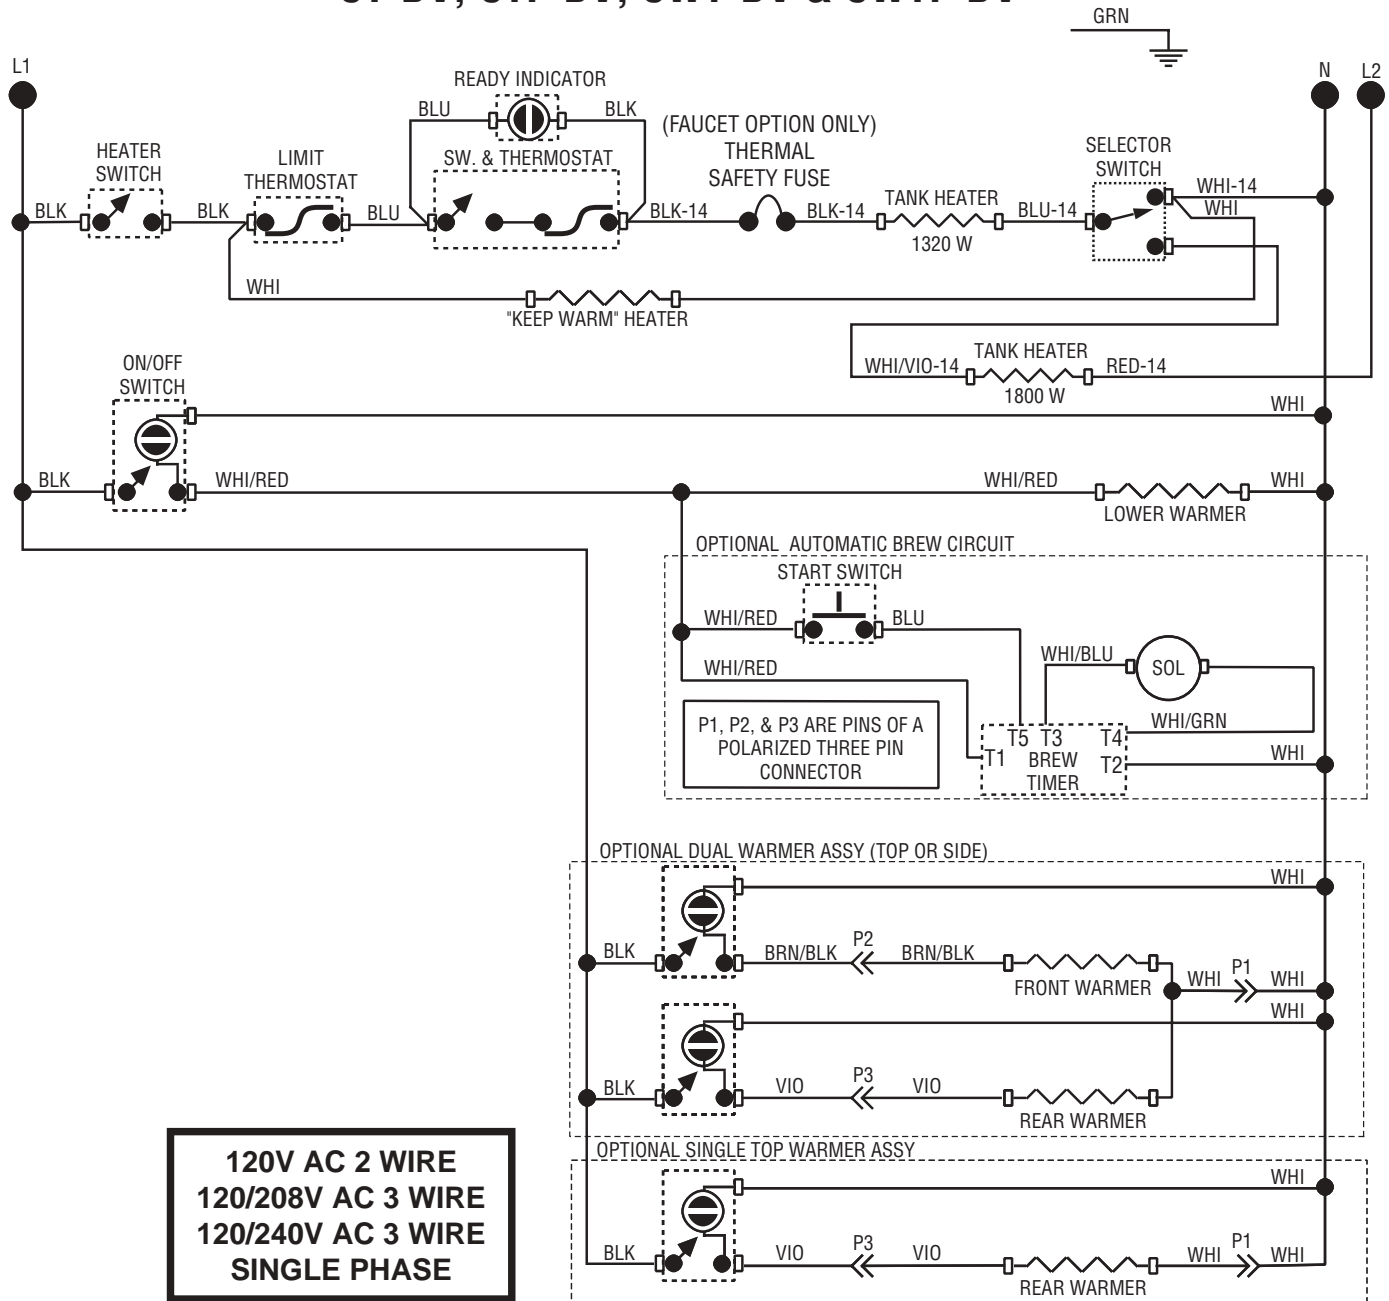 GRN
L1
N
L2
READY INDICATOR
BLU
BLK
(FAUCET OPTION ONLY)
THERMAL
SAFETY FUSE
HEATER
SWITCH
LIMIT
THERMOSTAT
SW. & THERMOSTAT
SELECTOR
SWITCH
BLK
BLK
BLU
BLK-14
BLK-14
TANK HEATER
1320 W
BLU-14
WHI-14
WHI
WHI
"KEEP WARM" HEATER
ON/OFF
SWITCH
WHI/VIO-14
TANK HEATER
1800 W
RED-14
WHI
BLK
WHI/RED
WHI/RED
WHI
LOWER WARMER
OPTIONAL AUTOMATIC BREW CIRCUIT
START SWITCH
WHI/RED
BLU
WHI/RED
WHI/BLU
SOL
WHI/GRN
P1, P2, & P3 ARE PINS OF A
POLARIZED THREE PIN
CONNECTOR
T5 T3 T4
T1 BREW T2
TIMER
WHI
OPTIONAL DUAL WARMER ASSY (TOP OR SIDE)
WHI
BLK
BRN/BLK
P2
BRN/BLK
FRONT WARMER
WHI
P1
WHI
WHI
BLK
VIO
P3
VIO
REAR WARMER
OPTIONAL SINGLE TOP WARMER ASSY
WHI
BLK
VIO
P3
VIO
REAR WARMER
WHI
P1
WHI
120V AC 2 WIRE
120/208V AC 3 WIRE
120/240V AC 3 WIRE
SINGLE PHASE